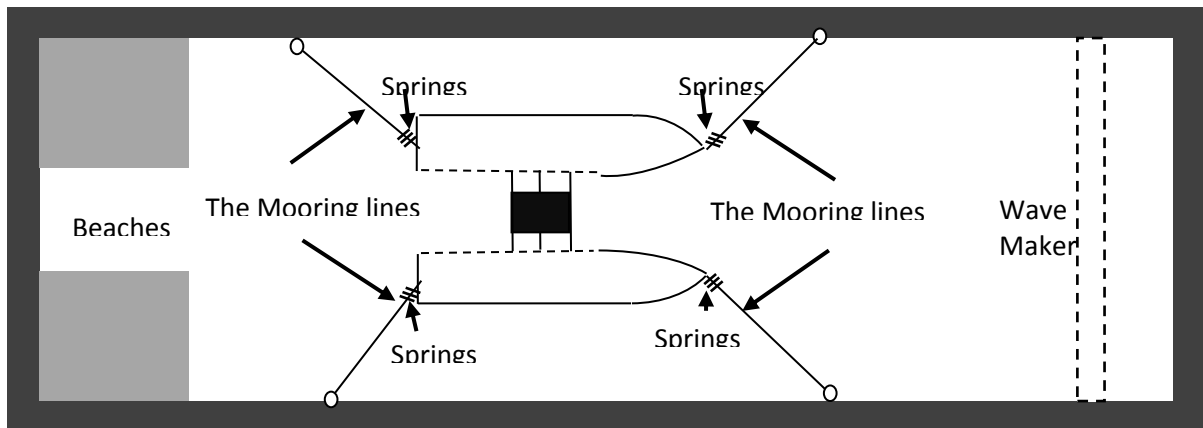 Springs
Springs
The Mooring lines
The Mooring lines
Beaches
Wave
Maker
Springs
Springs